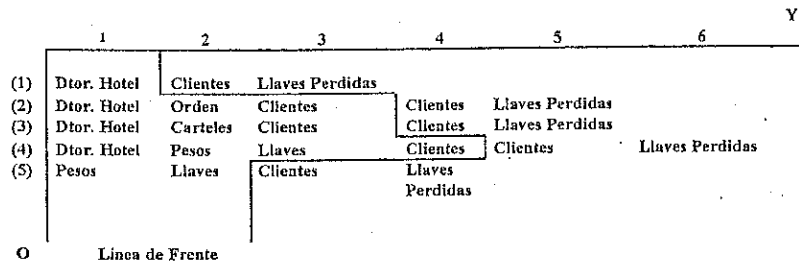 Y
1 2 3 4 5 6
(1) Dtor. Hotel Clientes Llaves Perdidas
(2) Dtor. Hotel Orden Clientes Clientes Llaves Perdidas
(3) Dtor. Hotel Carteles Clientes Clientes Llaves Perdidas
(4) Dtor. Hotel Pesos Llaves Clientes Clientes Llaves Perdidas
(5) Pesos Llaves Clientes Llaves
Perdidas
O Linea de Frente